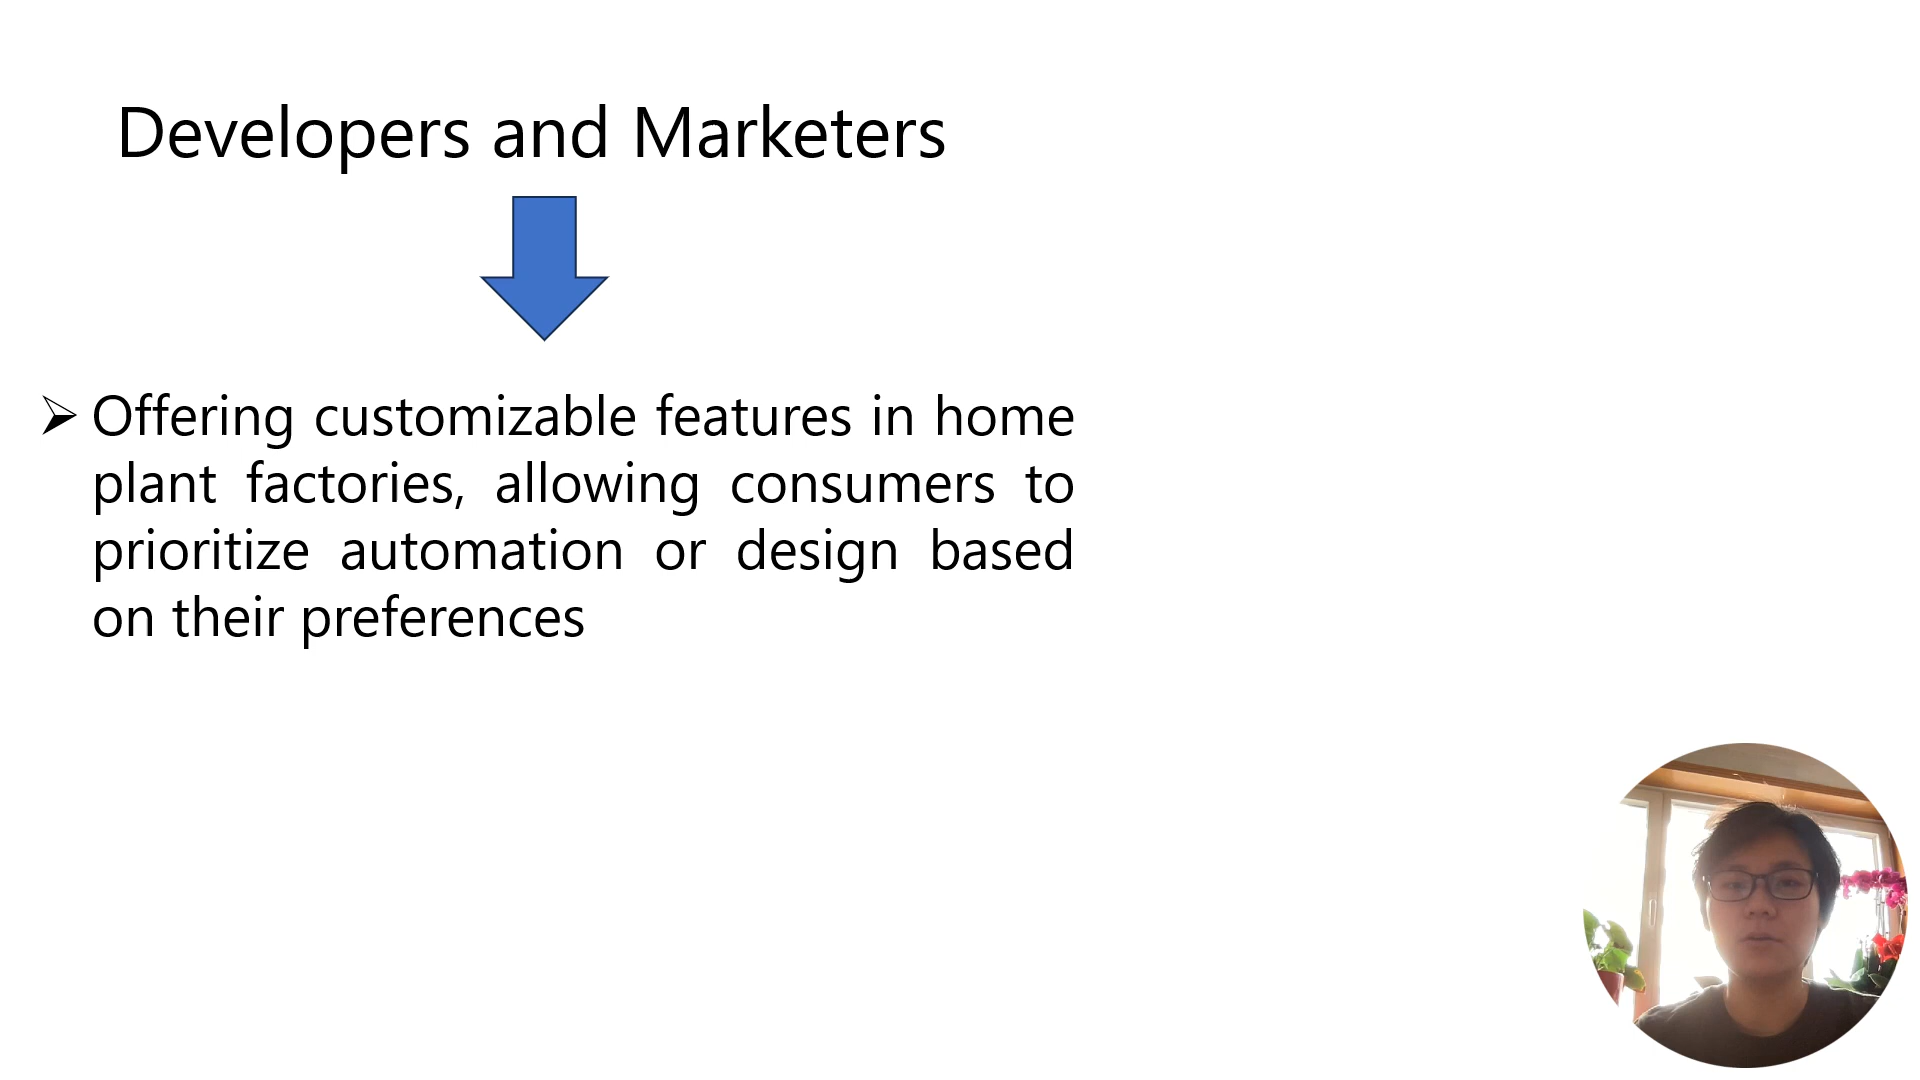 Developers and Marketers
Offering customizable features in home
plant factories, allowing consumers to
prioritize automation or design based
on their preferences